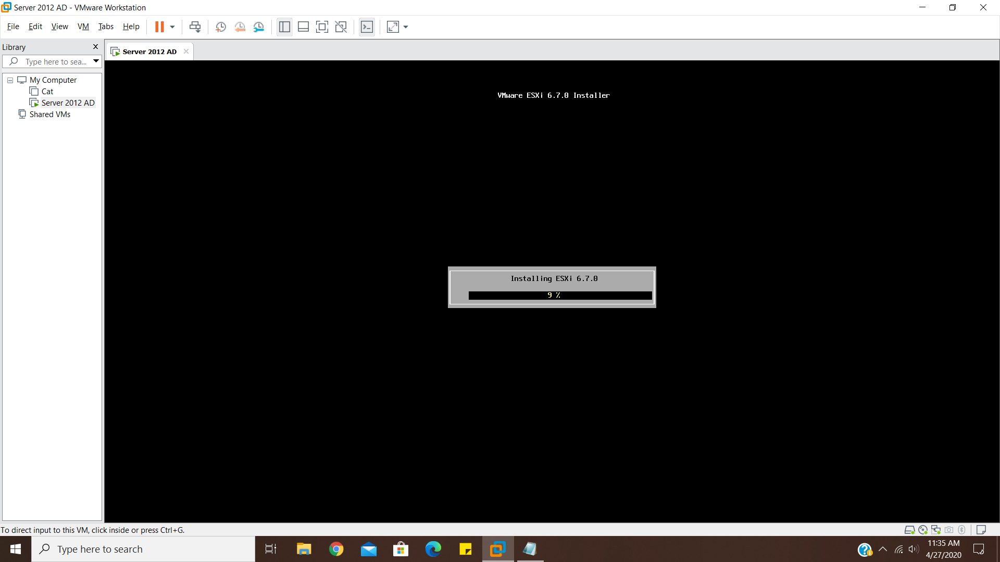 Server 2012 AD - VMware Workstation
File Edit View VM Tabs Help
Library
Server 2012 AD
Type here to sea...
My Computer
Cat
Server 2012 AD
Shared VMs
VMware ESXi 6.7.0 Installer
Installing ESXi 6.7.0
9 %
To direct input to this VM, click inside or press Ctrl+G.
Type here to search
11:35 AM
4/27/2020